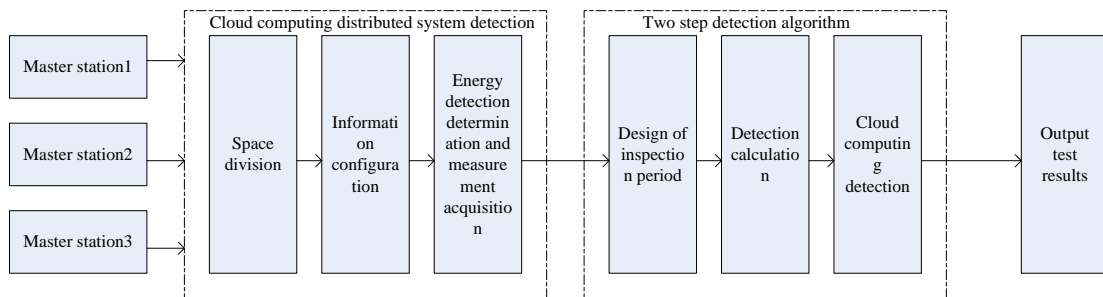 Cloud computing distributed system detection
Two step detection algorithm
Master station1
Master station2
Master station3
Space
division
Informati
on
configura
tion
Energy
detection
determin
ation and
measure
ment
acquisitio
n
Design of
inspectio
n period
Detection
calculatio
n
Cloud
computin
g
detection
Output
test
results